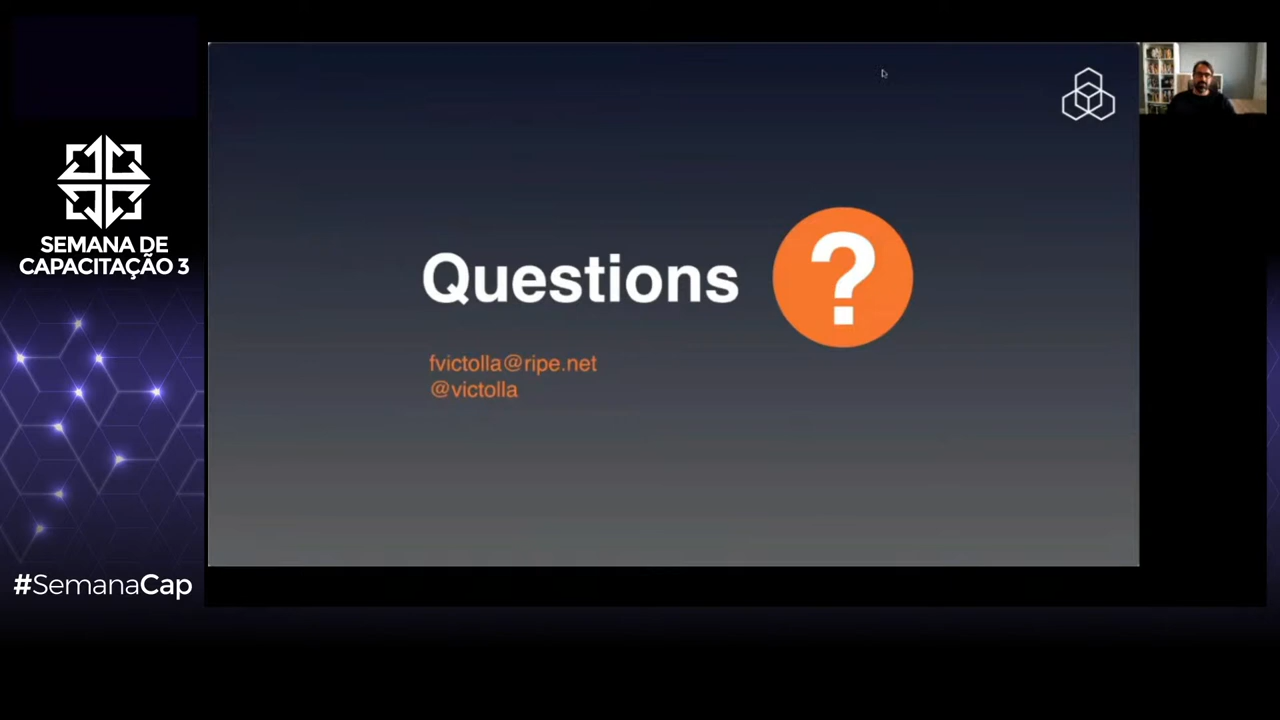 SEMANA DE
CAPACITAÇÃO 3
#SemanaCap
Questions ?
fvictolla@ripe.net
@victolla